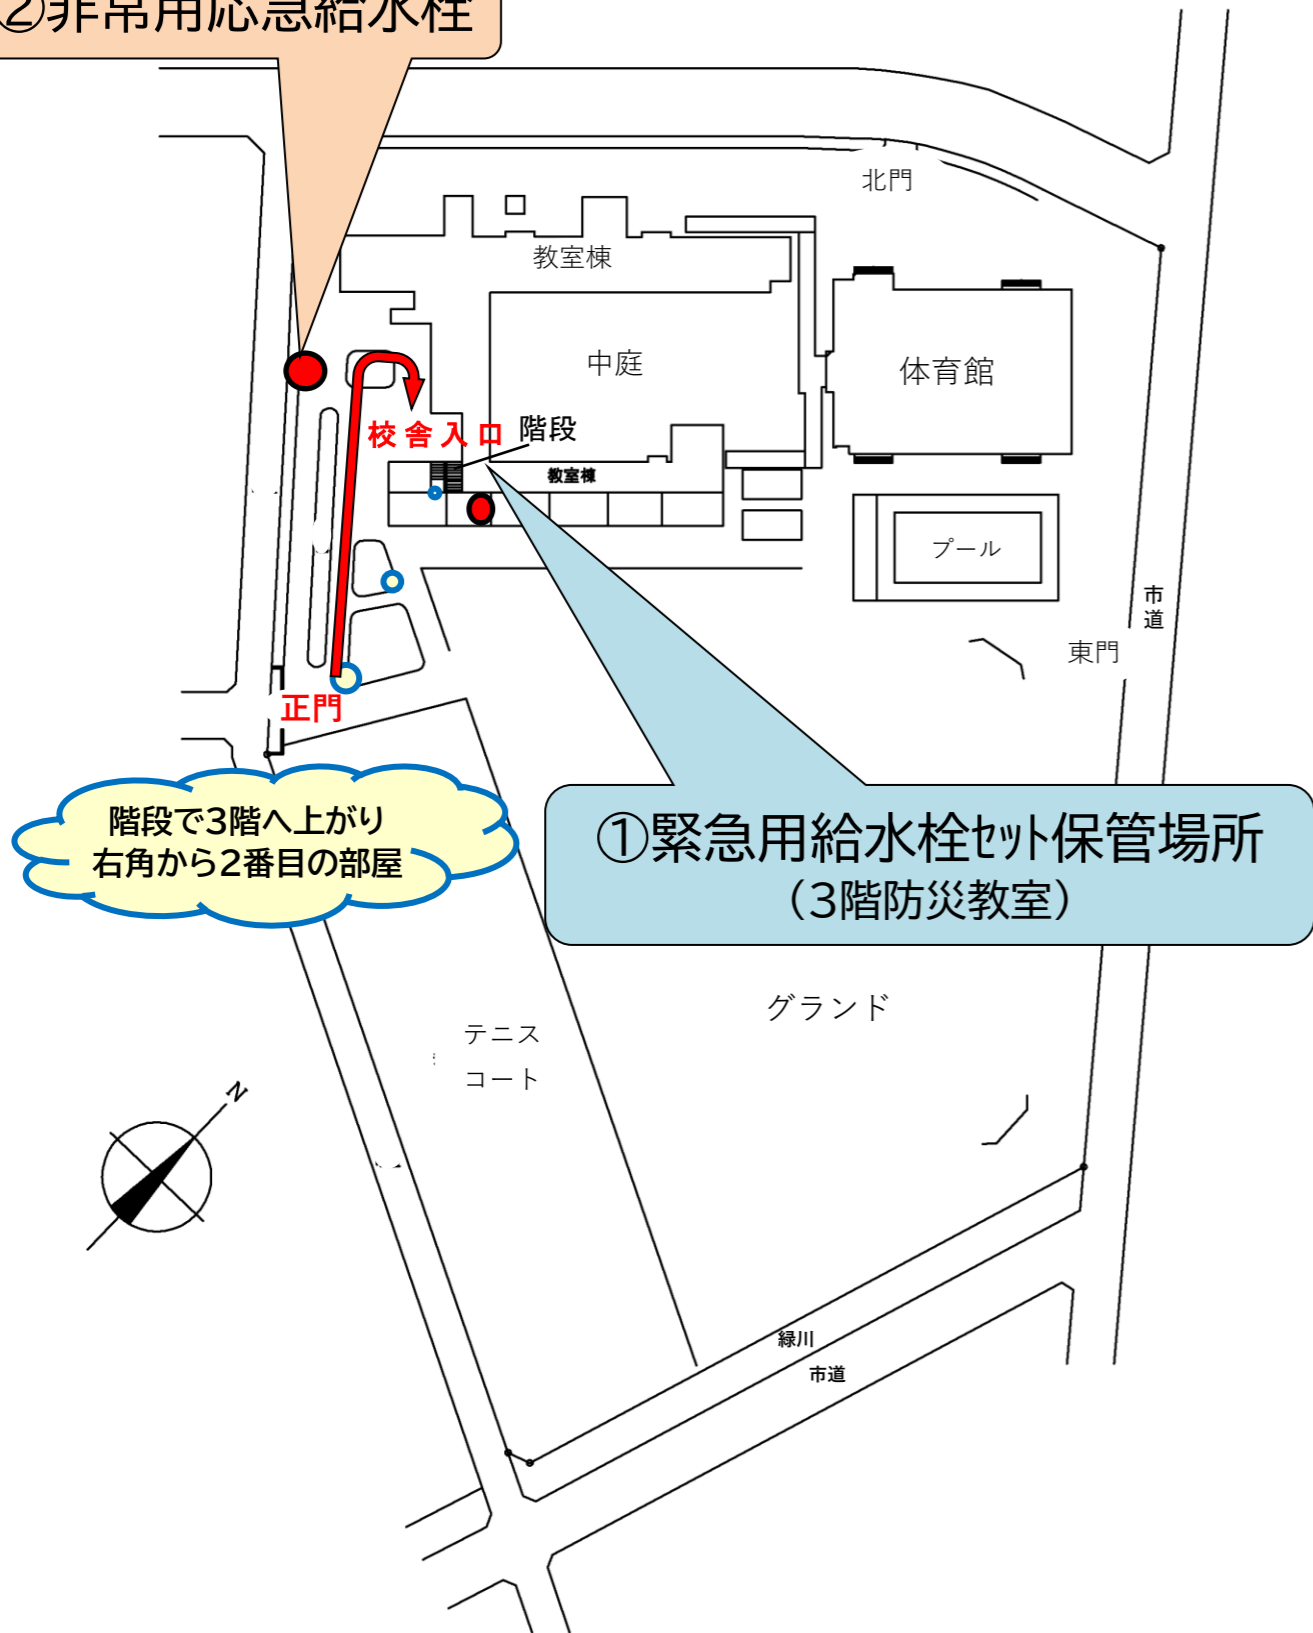 ②非常用応急給水栓
北門
教室棟
中庭
体育館
校舎入口
階段
教室棟
プール
市道
東門
正門
階段で3階へ上がり
右角から2番目の部屋
①緊急用給水栓ｾｯﾄ保管場所
（3階防災教室）
グランド
テニス
コート
N
緑川
市道